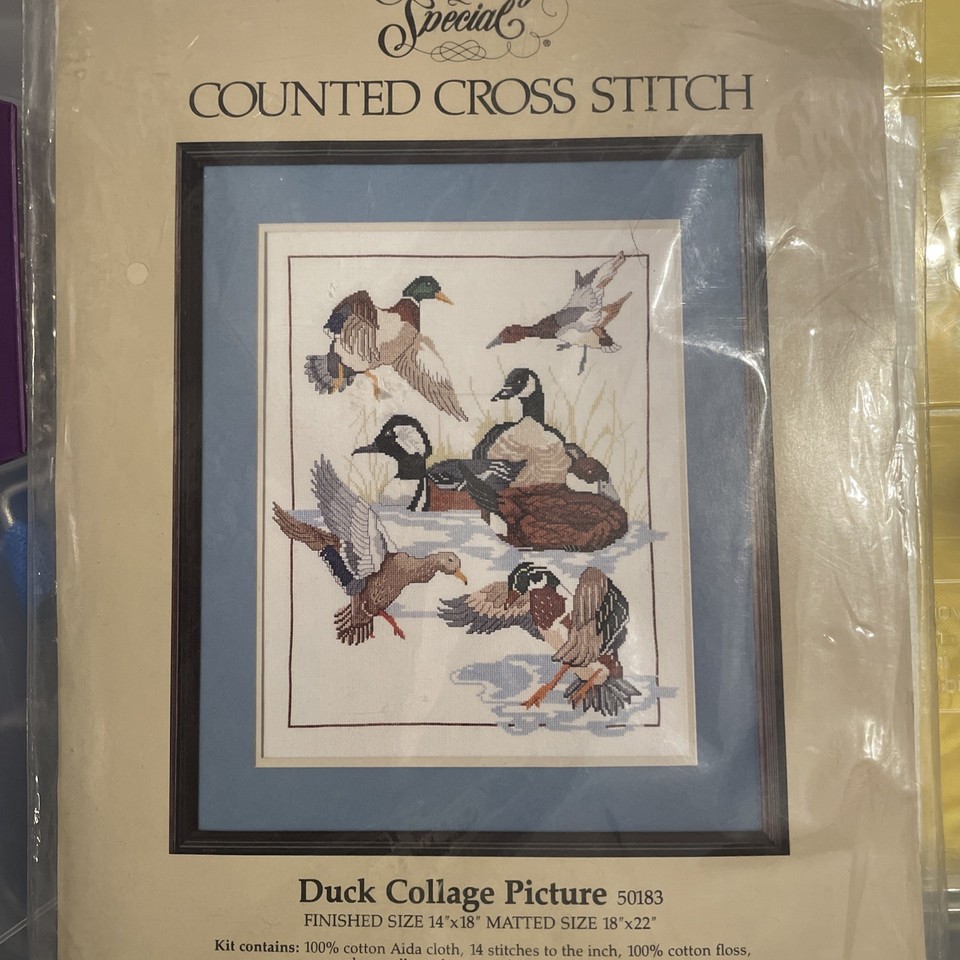 Special®
COUNTED CROSS STITCH
Duck Collage Picture 50183
FINISHED SIZE 14"x18" MATTED SIZE 18"x22"
Kit contains: 100% cotton Aida cloth, 14 stitches to the inch, 100% cotton floss,